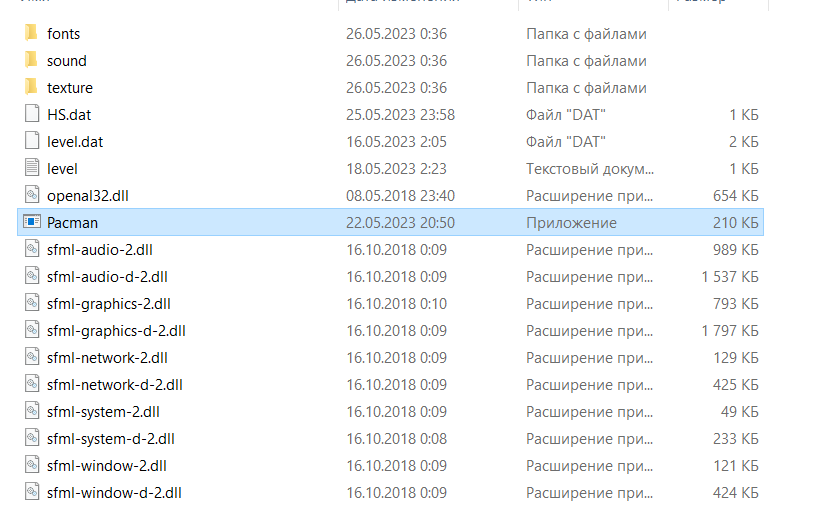 fonts 26.05.2023 0:36 Папка с файлами
sound 26.05.2023 0:36 Папка с файлами
texture 26.05.2023 0:36 Папка с файлами
HS.dat 25.05.2023 23:58 Файл "DAT" 1 КБ
level.dat 16.05.2023 2:05 Файл "DAT" 2 КБ
level 18.05.2023 2:23 Текстовый докум... 1 КБ
openal32.dll 08.05.2018 23:40 Расширение при... 654 КБ
Pacman 22.05.2023 20:50 Приложение 210 КБ
sfml-audio-2.dll 16.10.2018 0:09 Расширение при... 989 КБ
sfml-audio-d-2.dll 16.10.2018 0:09 Расширение при... 1 537 КБ
sfml-graphics-2.dll 16.10.2018 0:10 Расширение при... 793 КБ
sfml-graphics-d-2.dll 16.10.2018 0:09 Расширение при... 1 797 КБ
sfml-network-2.dll 16.10.2018 0:09 Расширение при... 129 КБ
sfml-network-d-2.dll 16.10.2018 0:09 Расширение при... 425 КБ
sfml-system-2.dll 16.10.2018 0:09 Расширение при... 49 КБ
sfml-system-d-2.dll 16.10.2018 0:08 Расширение при... 233 КБ
sfml-window-2.dll 16.10.2018 0:09 Расширение при... 121 КБ
sfml-window-d-2.dll 16.10.2018 0:09 Расширение при... 424 КБ